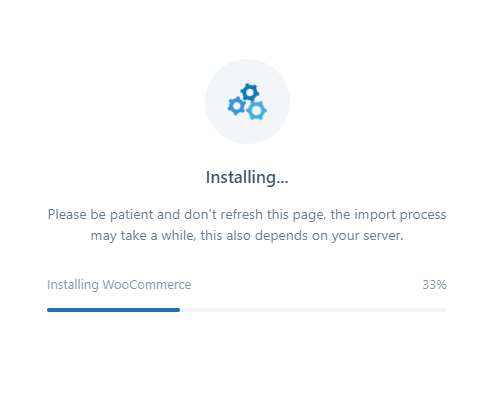 Installing...
Please be patient and don't refresh this page, the import process
may take a while, this also depends on your server.
Installing WooCommerce 33%